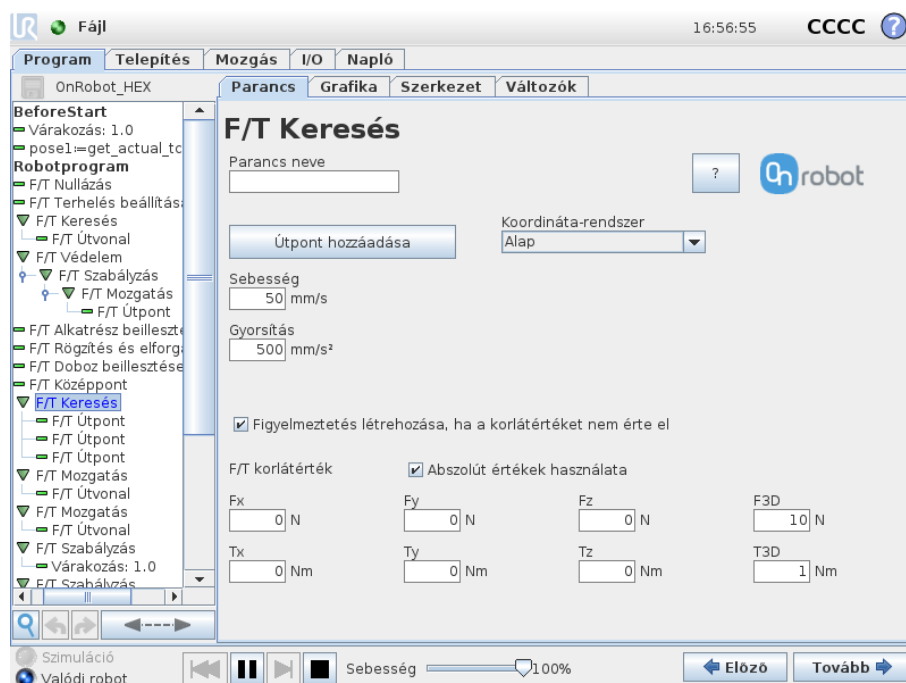 UR Fájl 16:56:55 CCCC ?
Program Telepítés Mozgás I/O Napló
OnRobot_HEX
Parancs Grafika Szerkezet Változók
BeforeStart
Várakozás: 1.0
pose1:=get_actual_tc
Robotprogram
F/T Nullázás
F/T Terhelés beállítás
F/T Keresés
F/T Útvonal
F/T Védelem
F/T Szabályzás
F/T Mozgatás
F/T Útpont
F/T Alkatrész beilleszt
F/T Rögzítés és elforg
F/T Doboz beillesztése
F/T Középpont
F/T Keresés
F/T Útpont
F/T Útpont
F/T Útpont
F/T Mozgatás
F/T Útvonal
F/T Mozgatás
F/T Útvonal
F/T Szabályzás
Várakozás: 1.0
F/T Szabályzás
F/T Keresés
Parancs neve
?
On robot
Útpont hozzáadása
Koordináta-rendszer
Alap
Sebesség
50 mm/s
Gyorsítás
500 mm/s²
Figyelmeztetés létrehozása, ha a korlátértéket nem érte el
F/T korlátérték
Abszolút értékek használata
Fx Fy Fz F3D
0 N 0 N 0 N 10 N
Tx Ty Tz T3D
0 Nm 0 Nm 0 Nm 1 Nm
Szimuláció
Valódi robot
Sebesség 100%
Előző
Tovább